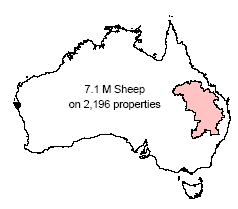 7.1 M Sheep
on 2,196 properties